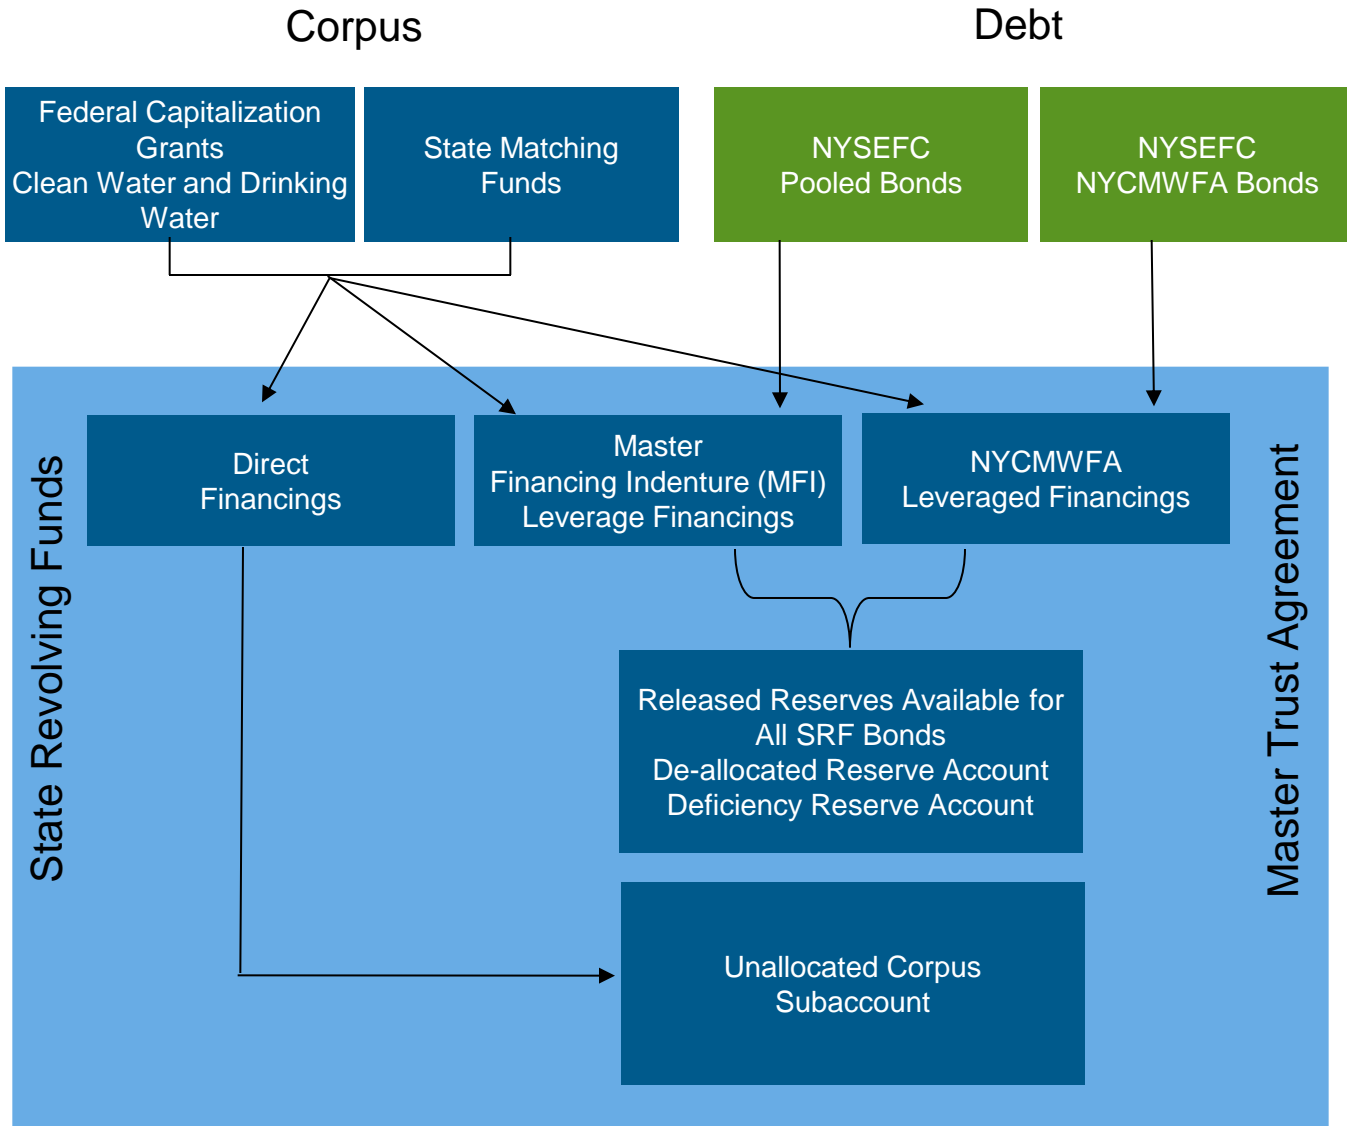 Corpus
Debt
Federal Capitalization
Grants
Clean Water and Drinking
Water
State Matching
Funds
NYSEFC
Pooled Bonds
NYSEFC
NYCMWFA Bonds
State Revolving Funds
Direct
Financings
Master
Financing Indenture (MFI)
Leverage Financings
NYCMWFA
Leveraged Financings
Master Trust Agreement
Released Reserves Available for
All SRF Bonds
De-allocated Reserve Account
Deficiency Reserve Account
Unallocated Corpus
Subaccount